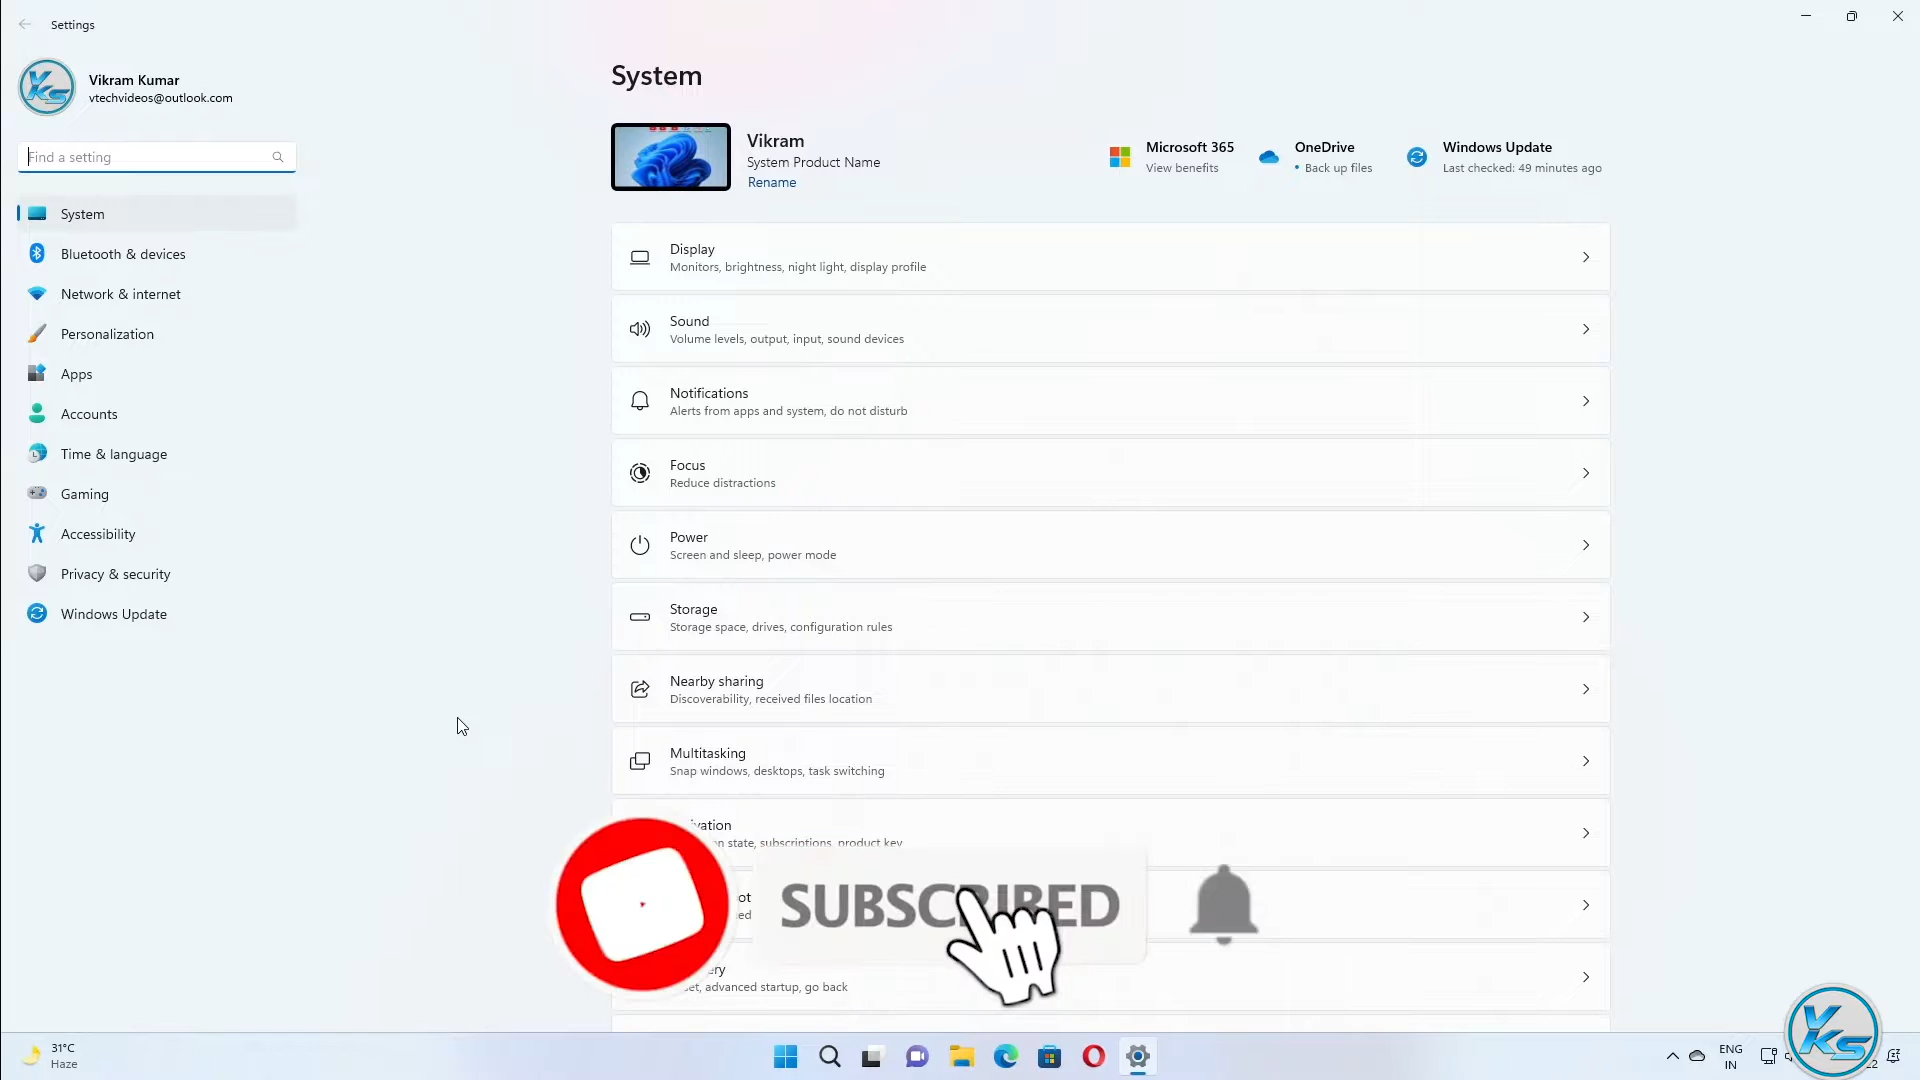 Settings
Vikram Kumar
vtechvideos@outlook.com
Find a setting
System
Bluetooth & devices
Network & internet
Personalization
Apps
Accounts
Time & language
Gaming
Accessibility
Privacy & security
Windows Update
System
Vikram
System Product Name
Rename
Microsoft 365
View benefits
OneDrive
• Back up files
Windows Update
Last checked: 49 minutes ago
Display
Monitors, brightness, night light, display profile
Sound
Volume levels, output, input, sound devices
Notifications
Alerts from apps and system, do not disturb
Focus
Reduce distractions
Power
Screen and sleep, power mode
Storage
Storage space, drives, configuration rules
Nearby sharing
Discoverability, received files location
Multitasking
Snap windows, desktops, task switching
state, subscriptions, product key
SUBSCRIBED
advanced startup, go back
31°C
Haze
ENG
IN
VKS